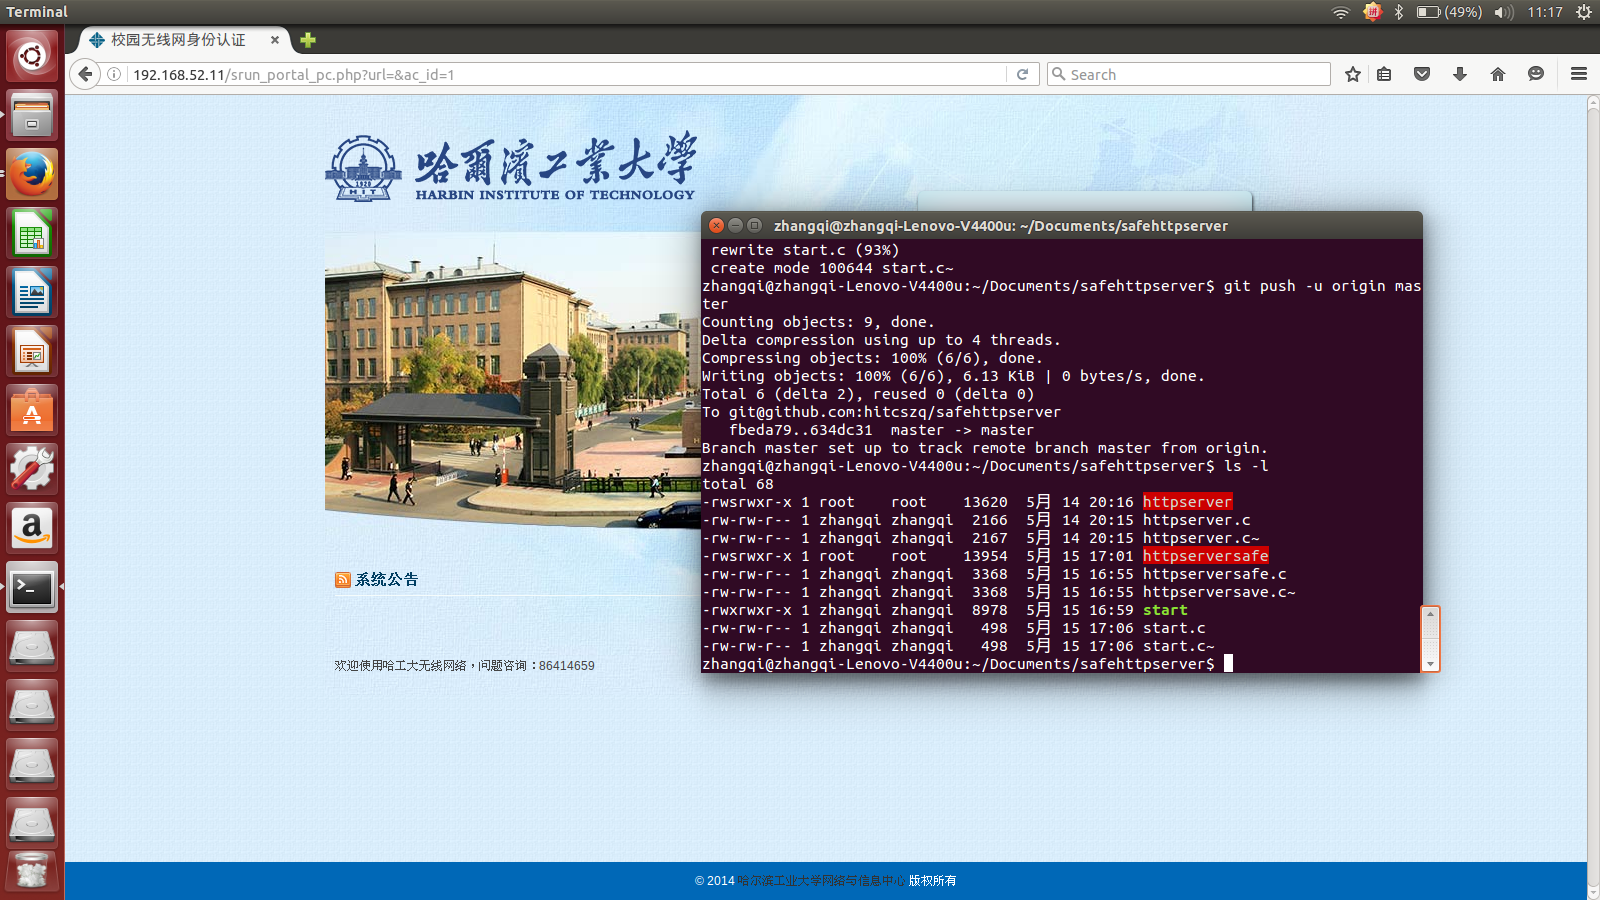 Terminal
(49%)
11:17
校园无线网身份认证
192.168.52.11/srun_portal_pc.php?url=&ac_id=1
Search
哈爾濱工業大學
HARBIN INSTITUTE OF TECHNOLOGY
1920
HIT
zhangqi@zhangqi-Lenovo-V4400u: ~/Documents/safehttpserver
rewrite start.c (93%)
create mode 100644 start.c~
zhangqi@zhangqi-Lenovo-V4400u:~/Documents/safehttpserver$ git push -u origin mas
ter
Counting objects: 9, done.
Delta compression using up to 4 threads.
Compressing objects: 100% (6/6), done.
Writing objects: 100% (6/6), 6.13 KiB | 0 bytes/s, done.
Total 6 (delta 2), reused 0 (delta 0)
To git@github.com:hitcszq/safehttpserver
fbeda79..634dc31  master -> master
Branch master set up to track remote branch master from origin.
zhangqi@zhangqi-Lenovo-V4400u:~/Documents/safehttpserver$ ls -l
total 68
-rwsrwxr-x 1 root    root    13620  5月 14 20:16 httpserver
-rw-rw-r-- 1 zhangqi zhangqi  2166  5月 14 20:15 httpserver.c
-rw-rw-r-- 1 zhangqi zhangqi  2167  5月 14 20:15 httpserver.c~
-rwsrwxr-x 1 root    root    13954  5月 15 17:01 httpserversafe
-rw-rw-r-- 1 zhangqi zhangqi  3368  5月 15 16:55 httpserversafe.c
-rw-rw-r-- 1 zhangqi zhangqi  3368  5月 15 16:55 httpserversave.c~
-rwxrwxr-x 1 zhangqi zhangqi  8978  5月 15 16:59 start
-rw-rw-r-- 1 zhangqi zhangqi   498  5月 15 17:06 start.c
-rw-rw-r-- 1 zhangqi zhangqi   498  5月 15 17:06 start.c~
zhangqi@zhangqi-Lenovo-V4400u:~/Documents/safehttpserver$
系统公告
欢迎使用哈工大无线网络，问题咨询：86414659
© 2014 哈尔滨工业大学网络与信息中心 版权所有